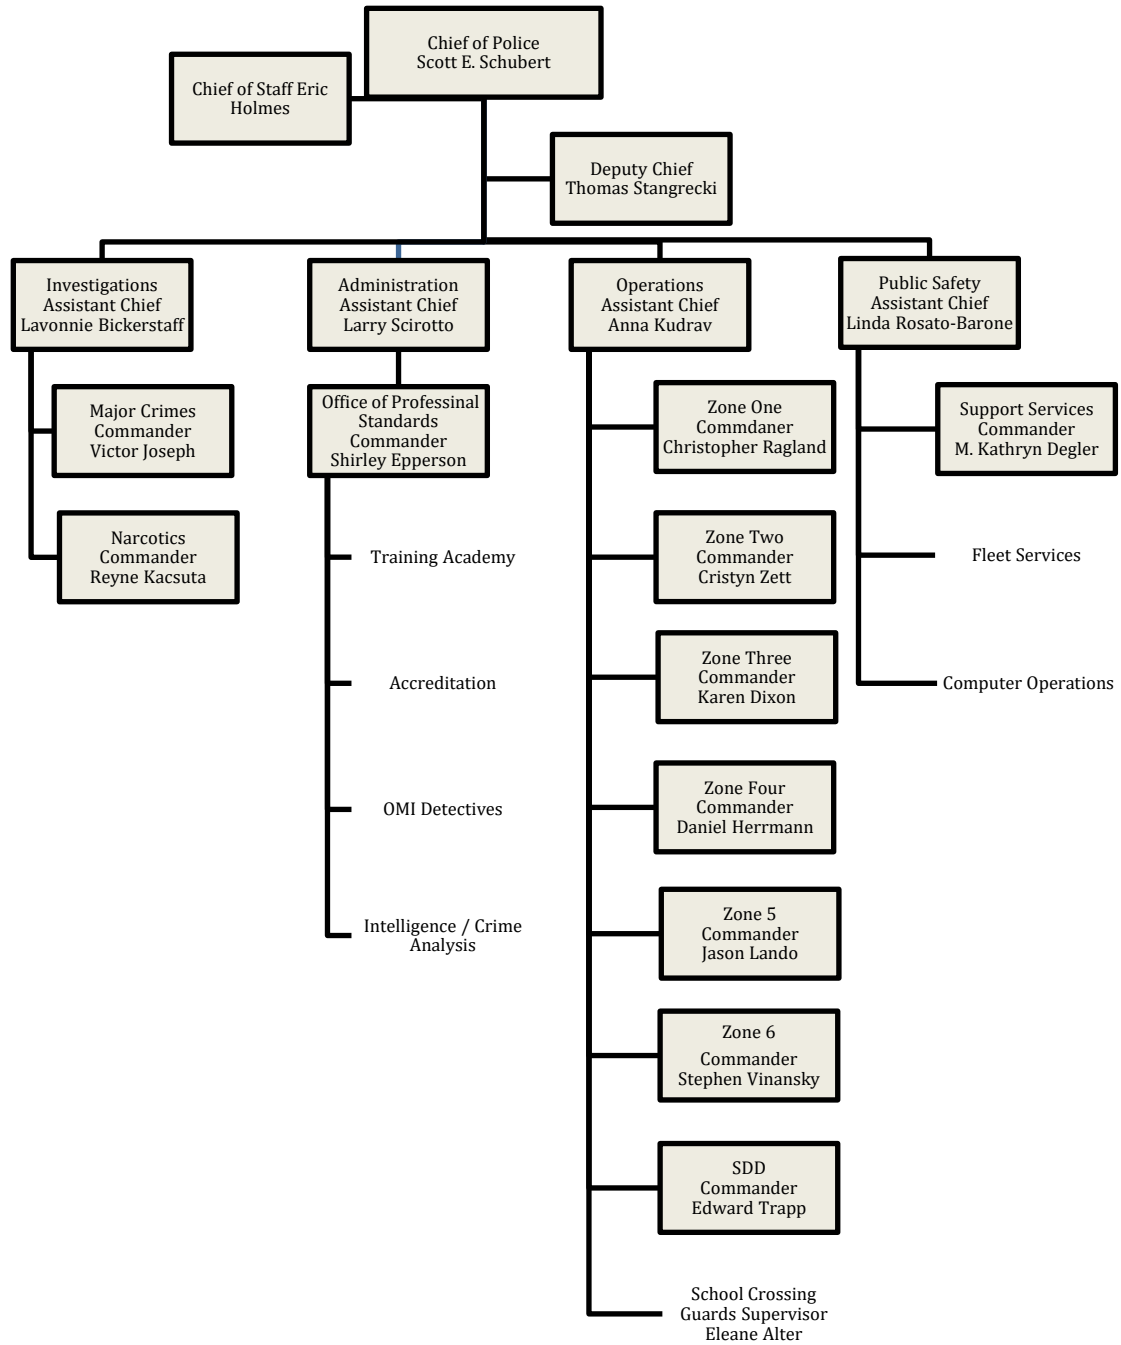 Chief of Police
Scott E. Schubert
Chief of Staff Eric
Holmes
Deputy Chief
Thomas Stangrecki
Investigations
Assistant Chief
Lavonnie Bickerstaff
Administration
Assistant Chief
Larry Scirotto
Operations
Assistant Chief
Anna Kudrav
Public Safety
Assistant Chief
Linda Rosato-Barone
Major Crimes
Commander
Victor Joseph
Narcotics
Commander
Reyne Kacsuta
Office of Professinal
Standards
Commander
Shirley Epperson
Training Academy
Accreditation
OMI Detectives
Intelligence / Crime
Analysis
Zone One
Commdaner
Christopher Ragland
Zone Two
Commander
Cristyn Zett
Zone Three
Commander
Karen Dixon
Zone Four
Commander
Daniel Herrmann
Zone 5
Commander
Jason Lando
Zone 6
Commander
Stephen Vinansky
SDD
Commander
Edward Trapp
School Crossing
Guards Supervisor
Eleane Alter
Support Services
Commander
M. Kathryn Degler
Fleet Services
Computer Operations